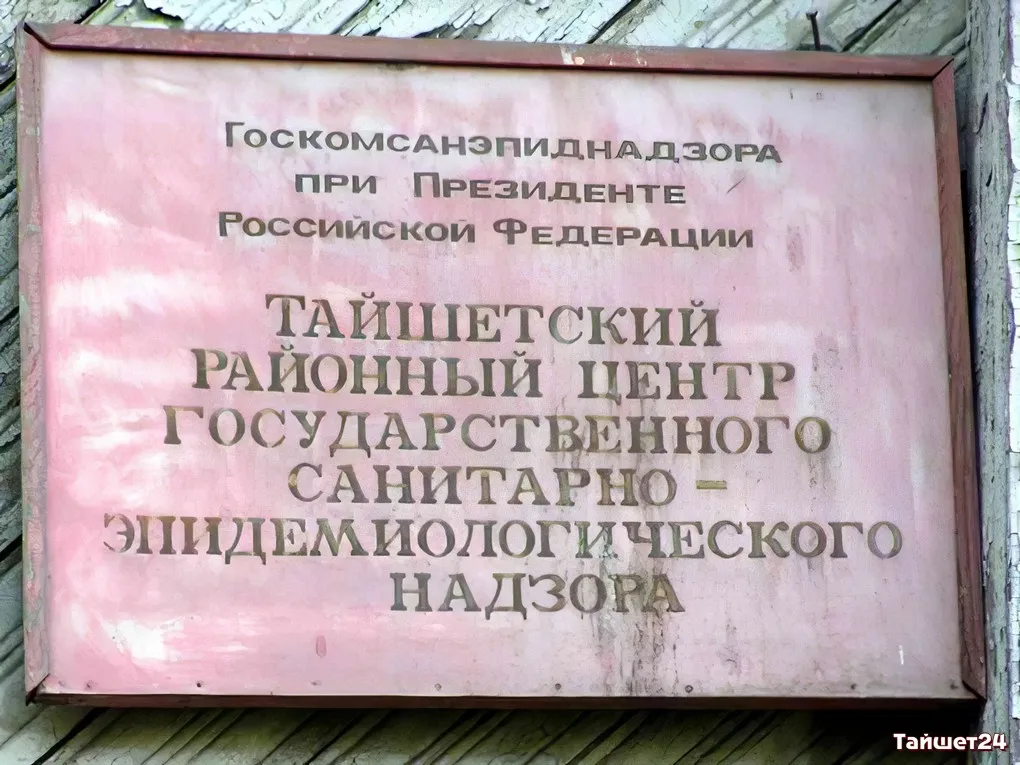 Госкомсанэпиднадзора
при Президенте
Российской Федерации
ТАЙШЕТСКИЙ
РАЙОННЫЙ ЦЕНТР
ГОСУДАРСТВЕННОГО
САНИТАРНО –
ЭПИДЕМИОЛОГИЧЕСКОГО
НАДЗОРА
Тайшет24